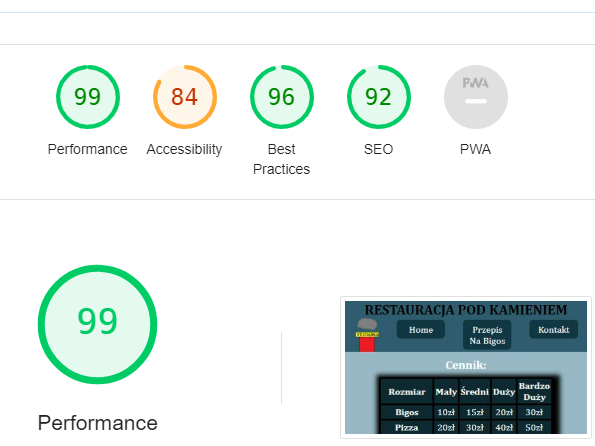 99
84
96
92
PWA
Performance
Accessibility
Best
Practices
SEO
PWA
99
Performance
RESTAURACJA POD KAMIENIEM
Home
Przepis
Na Bigos
Kontakt
Cennik:
Rozmiar Mały Średni Duży Bardzo
Duży
Bigos 10zł 15zł 20zł 30zł
Pizza 20zł 30zł 40zł 50zł